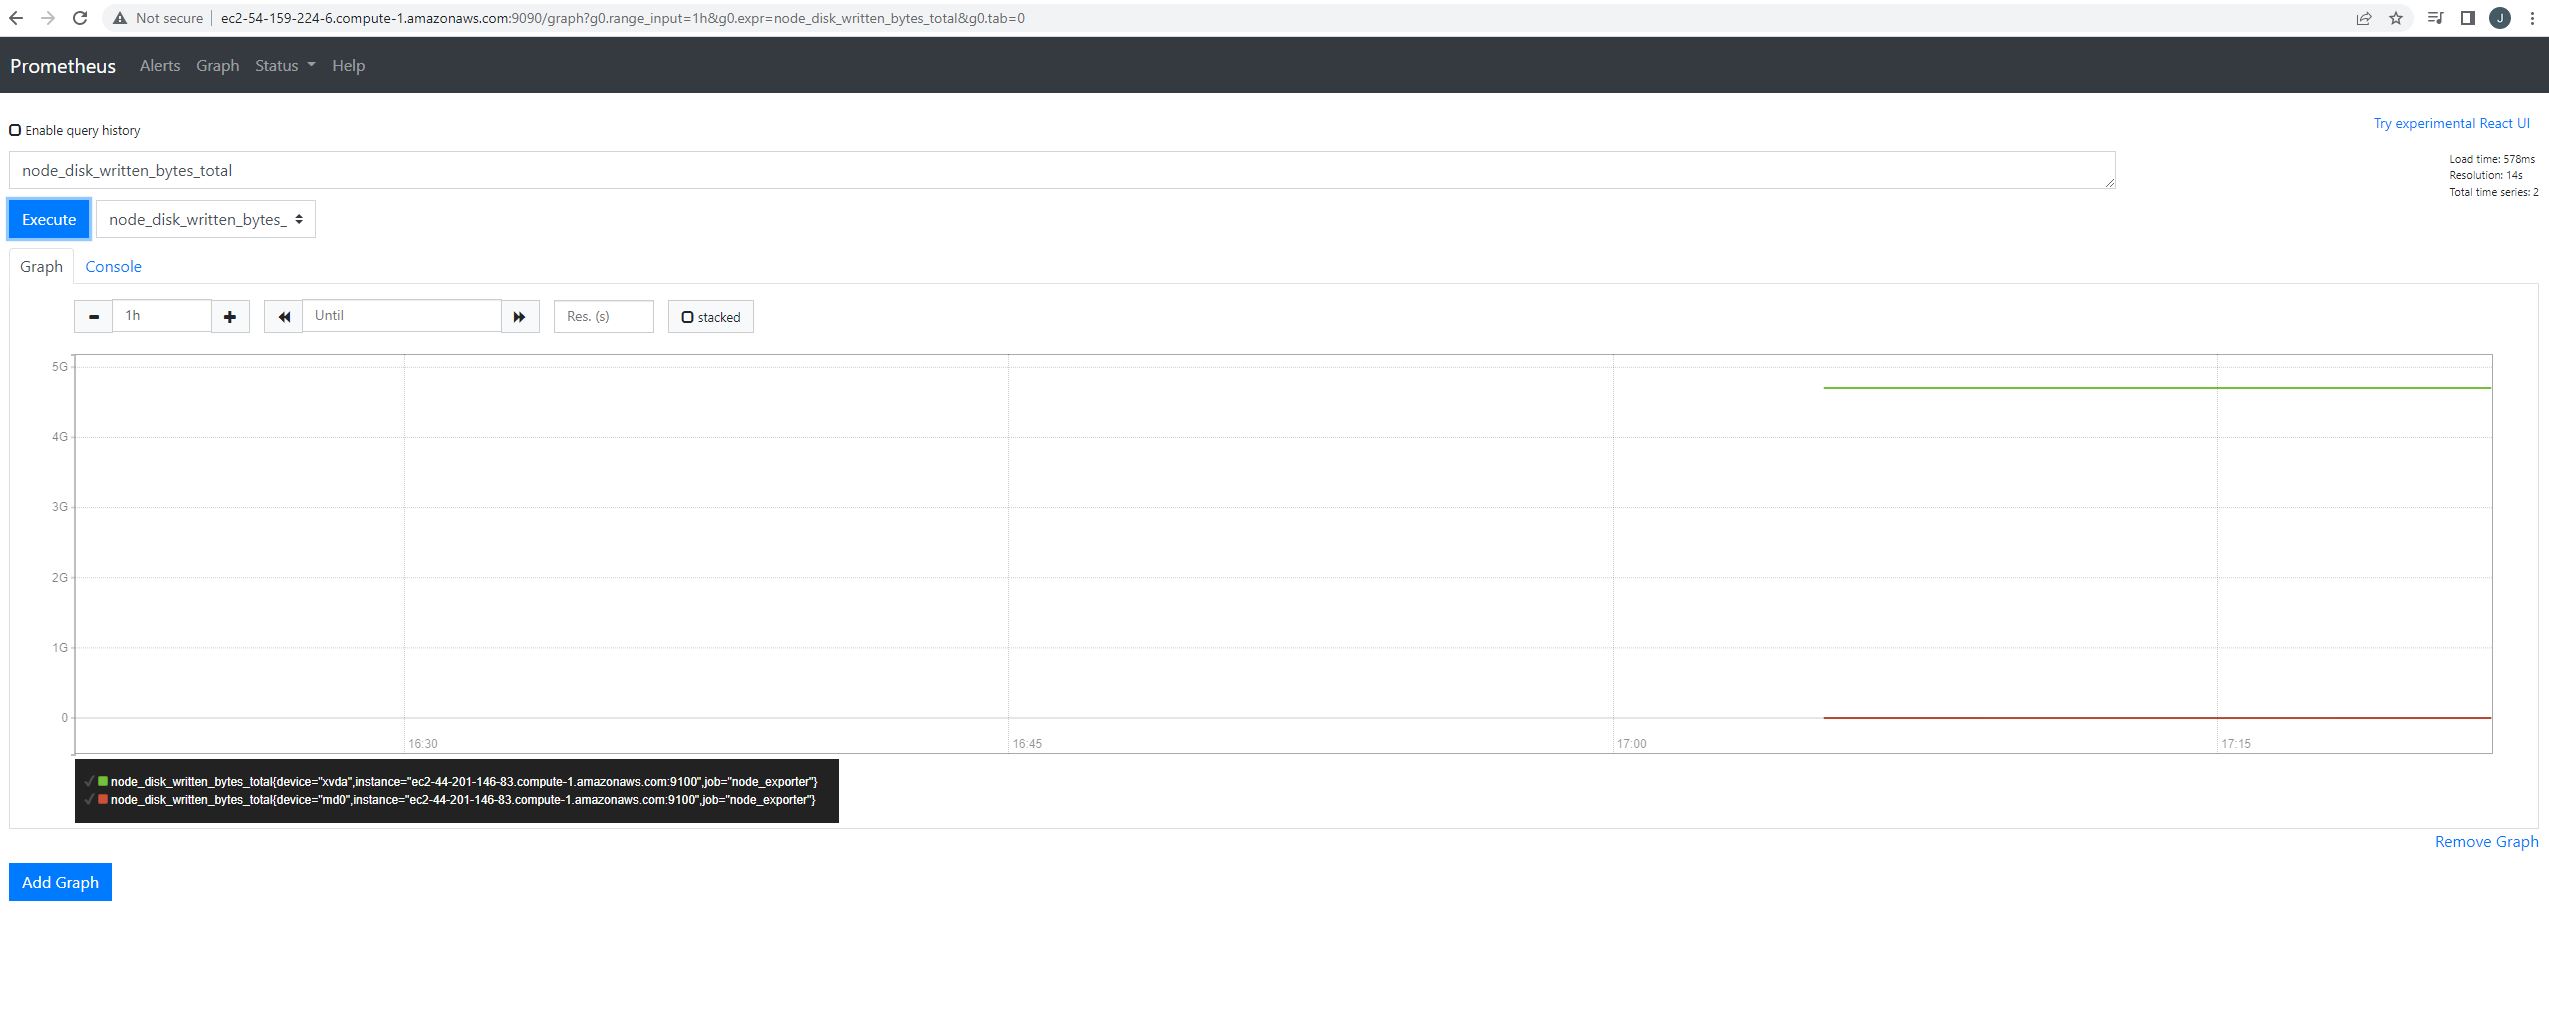 Not secure ec2-54-159-224-6.compute-1.amazonaws.com:9090/graph?g0.range_input=1h&g0.expr=node_disk_written_bytes_total&g0.tab=0 J
Prometheus Alerts Graph Status Help
Enable query history
Try experimental React UI
node_disk_written_bytes_total
Load time: 578ms
Resolution: 14s
Total time series: 2
Execute node_disk_written_bytes_
Graph Console
1h Until Res. (s) stacked
5G
4G
3G
2G
1G
0
16:30 16:45 17:00 17:15
node_disk_written_bytes_total{device="xvda",instance="ec2-44-201-146-83.compute-1.amazonaws.com:9100",job="node_exporter"}
node_disk_written_bytes_total{device="md0",instance="ec2-44-201-146-83.compute-1.amazonaws.com:9100",job="node_exporter"}
Remove Graph
Add Graph